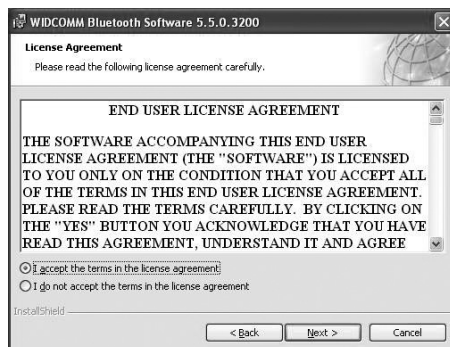 WIDCOMM Bluetooth Software 5.5.0.3200
License Agreement
Please read the following license agreement carefully.
END USER LICENSE AGREEMENT
THE SOFTWARE ACCOMPANYING THIS END USER
LICENSE AGREEMENT (THE "SOFTWARE") IS LICENSED
TO YOU ONLY ON THE CONDITION THAT YOU ACCEPT ALL
OF THE TERMS IN THIS END USER LICENSE AGREEMENT.
PLEASE READ THE TERMS CAREFULLY. BY CLICKING ON
THE "YES" BUTTON YOU ACKNOWLEDGE THAT YOU HAVE
READ THIS AGREEMENT, UNDERSTAND IT AND AGREE
I accept the terms in the license agreement
I do not accept the terms in the license agreement
InstallShield
< Back Next > Cancel